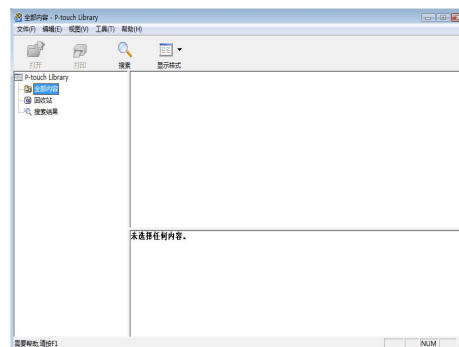 全部内容 - P-touch Library
文件(F) 编辑(E) 视图(V) 工具(T) 帮助(H)
打开 打印 搜索 显示样式
P-touch Library
全部内容
回收站
搜索结果
未选择任何内容。
需要帮助,请按F1 NUM